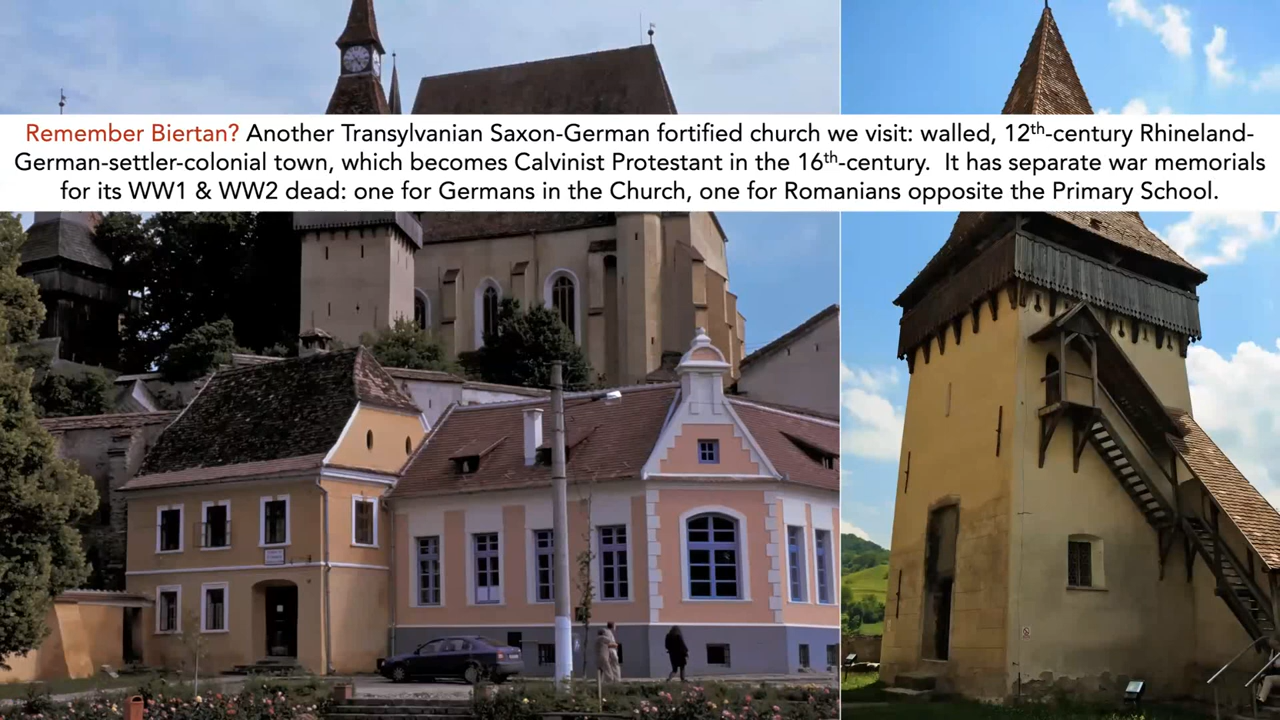 Remember Biertan? Another Transylvanian Saxon-German fortified church we visit: walled, 12th-century Rhineland-
German-settler-colonial town, which becomes Calvinist Protestant in the 16th-century. It has separate war memorials
for its WW1 & WW2 dead: one for Germans in the Church, one for Romanians opposite the Primary School.